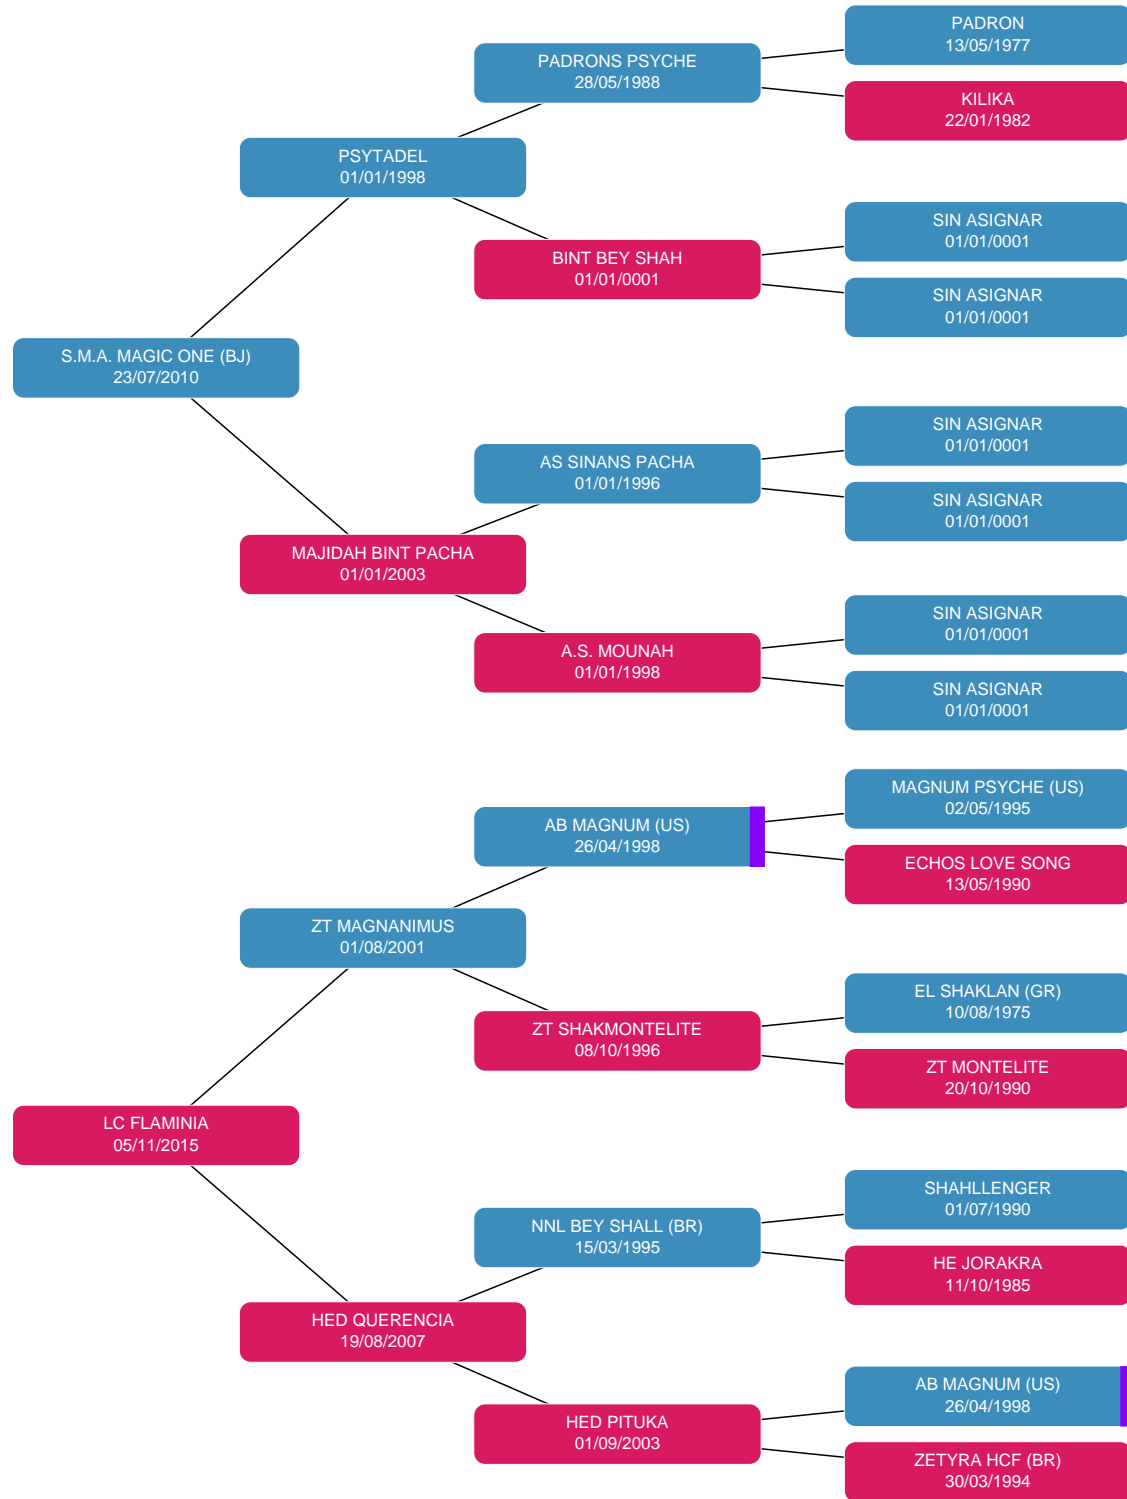 PADRON
13/05/1977
PADRONS PSYCHE
28/05/1988
KILIKA
22/01/1982
PSYTADEL
01/01/1998
SIN ASIGNAR
01/01/0001
BINT BEY SHAH
01/01/0001
SIN ASIGNAR
01/01/0001
S.M.A. MAGIC ONE (BJ)
23/07/2010
SIN ASIGNAR
01/01/0001
AS SINANS PACHA
01/01/1996
SIN ASIGNAR
01/01/0001
MAJIDAH BINT PACHA
01/01/2003
SIN ASIGNAR
01/01/0001
A.S. MOUNAH
01/01/1998
SIN ASIGNAR
01/01/0001
MAGNUM PSYCHE (US)
02/05/1995
AB MAGNUM (US)
26/04/1998
ECHOS LOVE SONG
13/05/1990
ZT MAGNANIMUS
01/08/2001
EL SHAKLAN (GR)
10/08/1975
ZT SHAKMONTELITE
08/10/1996
ZT MONTELITE
20/10/1990
LC FLAMINIA
05/11/2015
SHAHLLENGER
01/07/1990
NNL BEY SHALL (BR)
15/03/1995
HE JORAKRA
11/10/1985
HED QUERENCIA
19/08/2007
AB MAGNUM (US)
26/04/1998
HED PITUKA
01/09/2003
ZETYRA HCF (BR)
30/03/1994